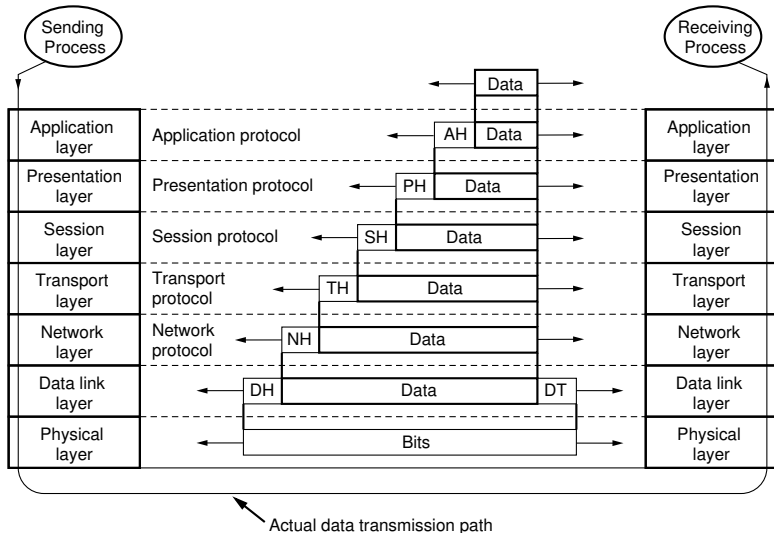 Sending
Process
Receiving
Process
Data
Application
layer
Application protocol
AH
Data
Application
layer
Presentation
layer
Presentation protocol
PH
Data
Presentation
layer
Session
layer
Session protocol
SH
Data
Session
layer
Transport
layer
Transport
protocol
TH
Data
Transport
layer
Network
layer
Network
protocol
NH
Data
Network
layer
Data link
layer
DH
Data
DT
Data link
layer
Physical
layer
Bits
Physical
layer
Actual data transmission path